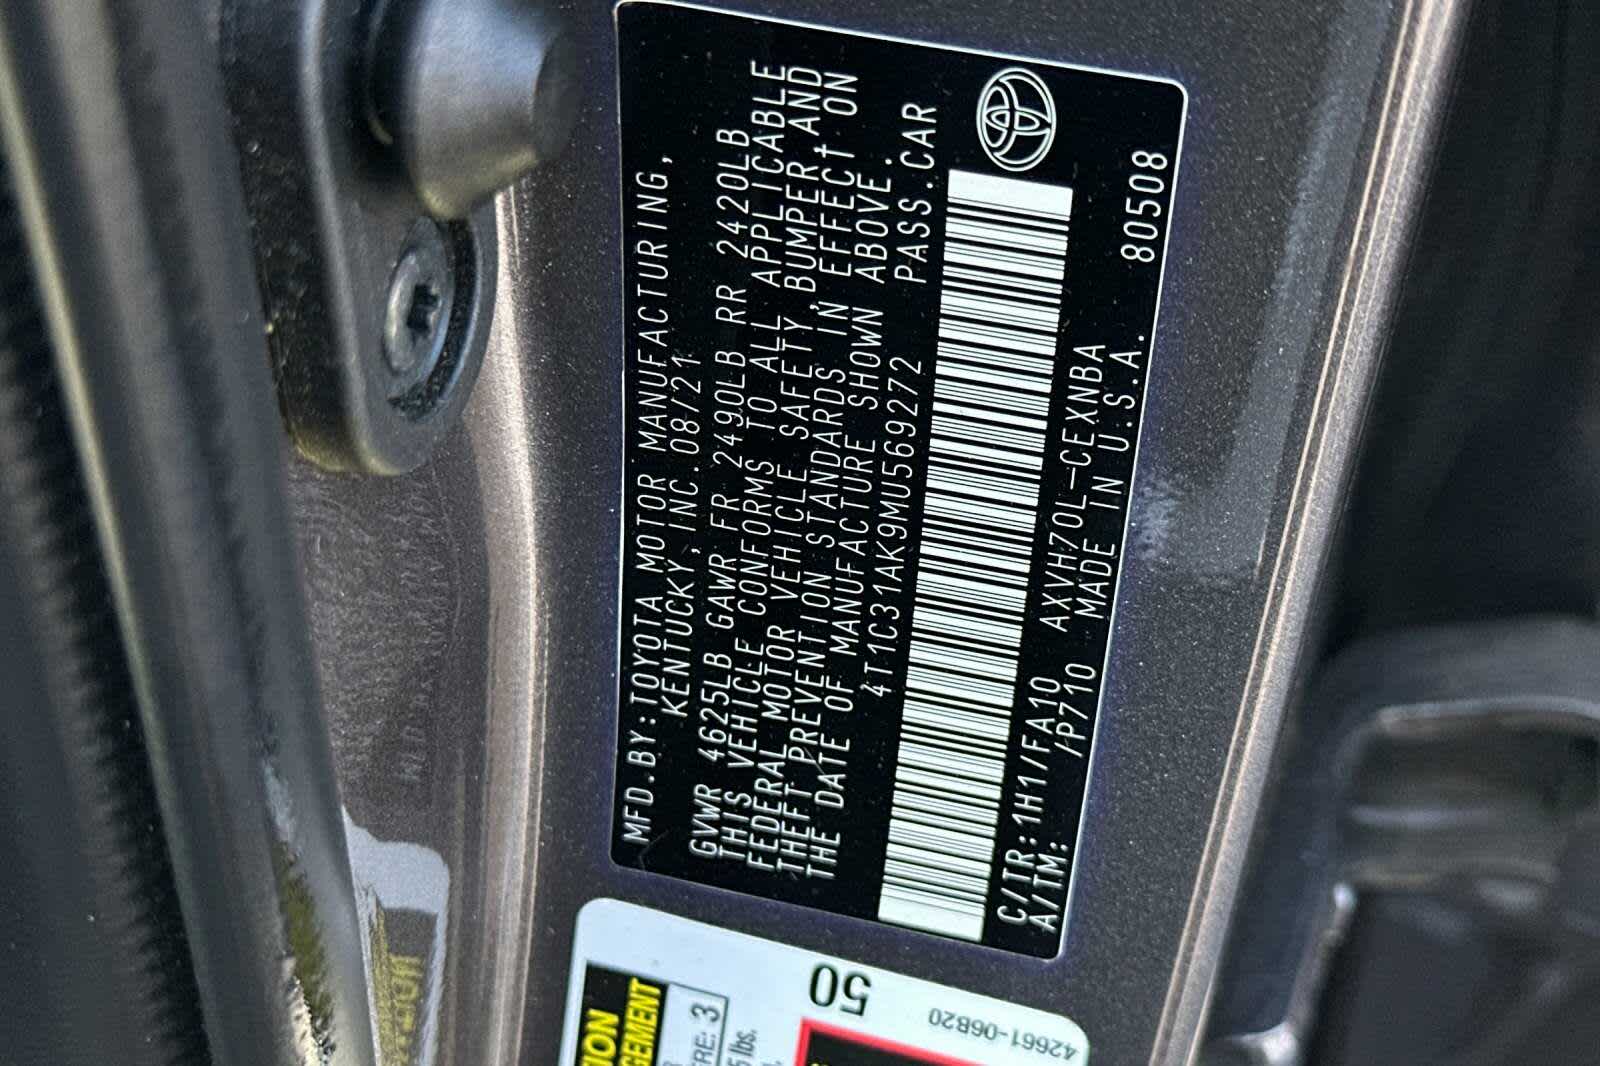 MFD.BY:TOYOTA MOTOR MANUFACTURING,
KENTUCKY,INC.08/21
GVWR 4625LB GAWR FR 2490LB RR 2420LB
THIS VEHICLE CONFORMS TO ALL APPLICABLE
FEDERAL MOTOR VEHICLE SAFETY, BUMPER,AND
THEFT PREVENTION STANDARDS IN EFFECT ON
THE DATE OF MANUFACTURE SHOWN ABOVE.
4T1C31AK9MU569272 PASS.CAR
C/TR:1H1/FA10 AXVH70L-CEXNBA
A/TM: /P710 MADE IN U.S.A. 80508
50
42661-06B20
3
lbs.